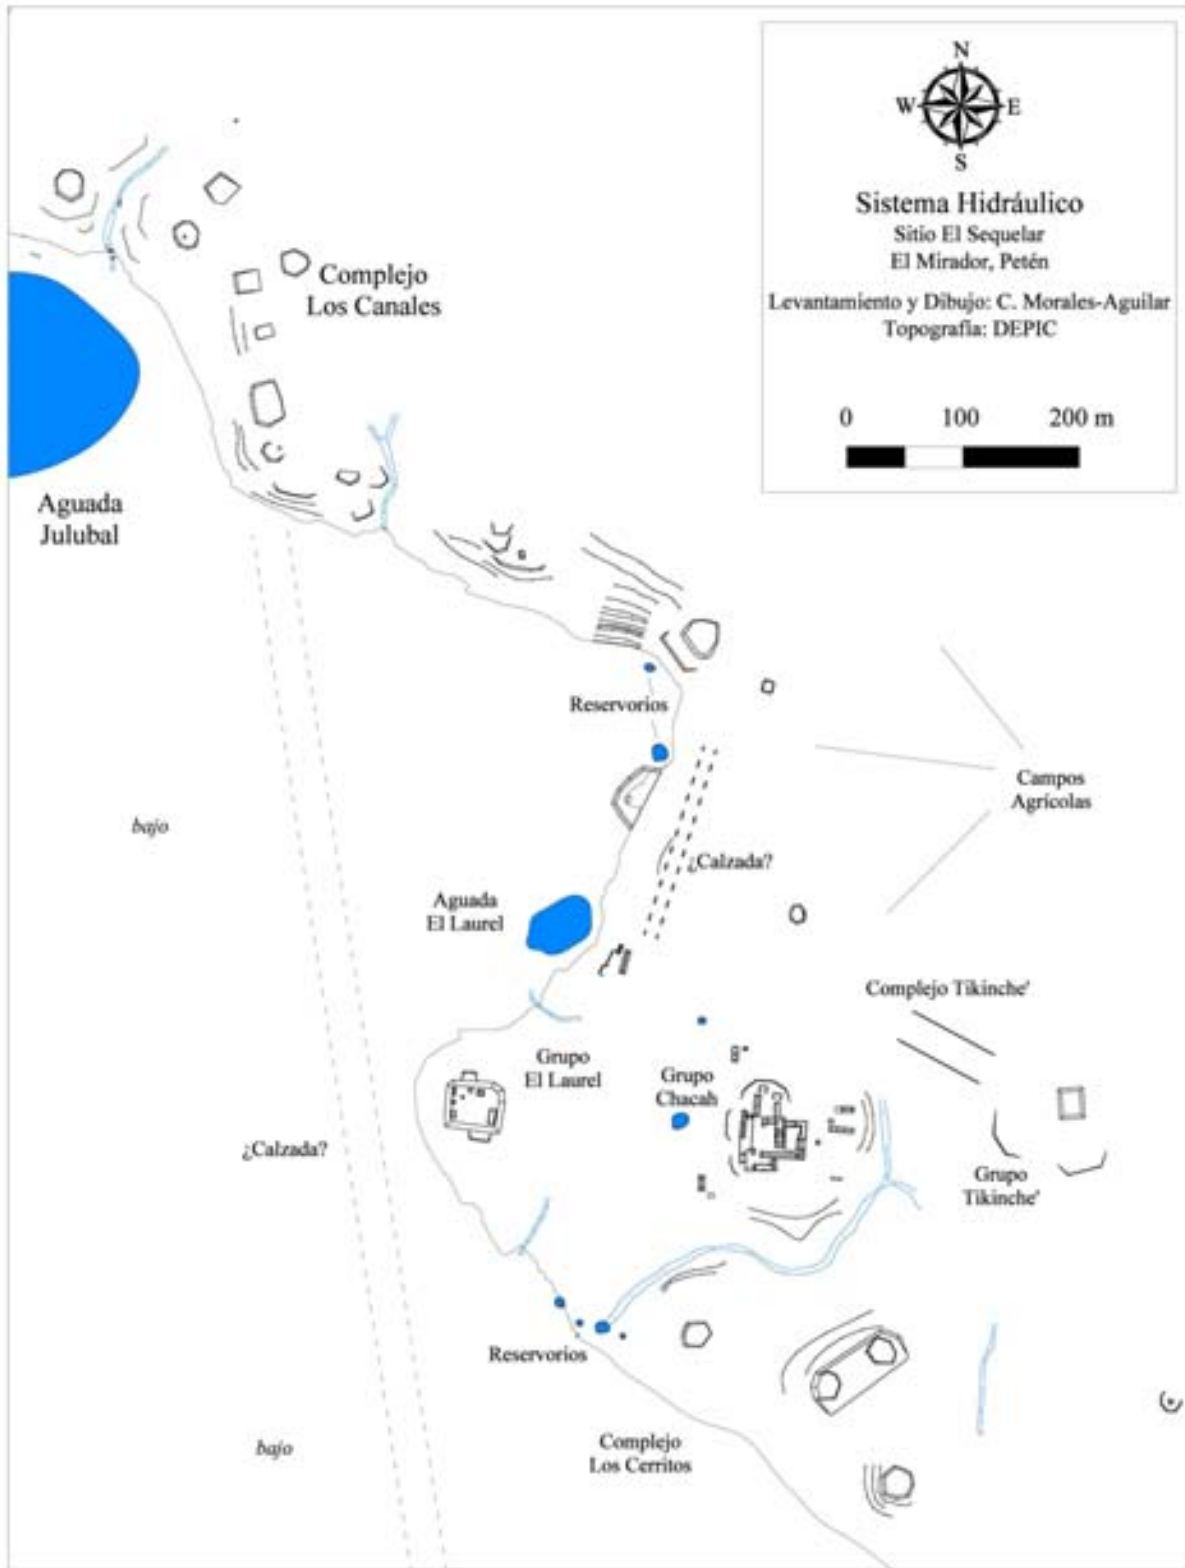 N
W E
S
Sistema Hidráulico
Sitio El Sequelar
El Mirador, Petén
Levantamiento y Dibujo: C. Morales-Aguilar
Topografía: DEPIC
0 100 200 m
Complejo
Los Canales
Aguada
Julubal
Reservorios
Campos
Agrícolas
bajo
¿Calzada?
Aguada
El Laurel
Complejo Tikinche'
Grupo
El Laurel
Grupo
Chacah
¿Calzada?
Grupo
Tikinche'
Reservorios
bajo
Complejo
Los Cerritos